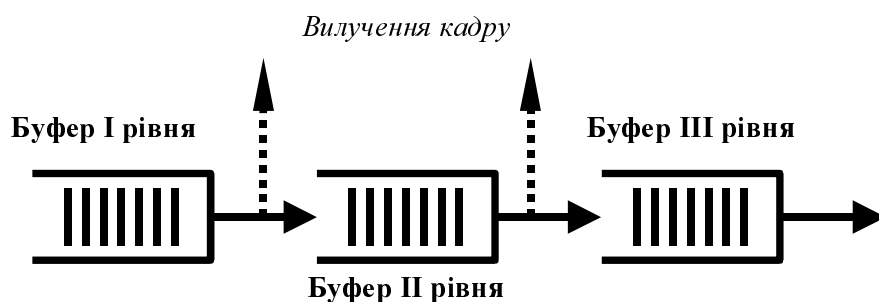 Вилучення кадру
Буфер I рівня
Буфер III рівня
Буфер II рівня